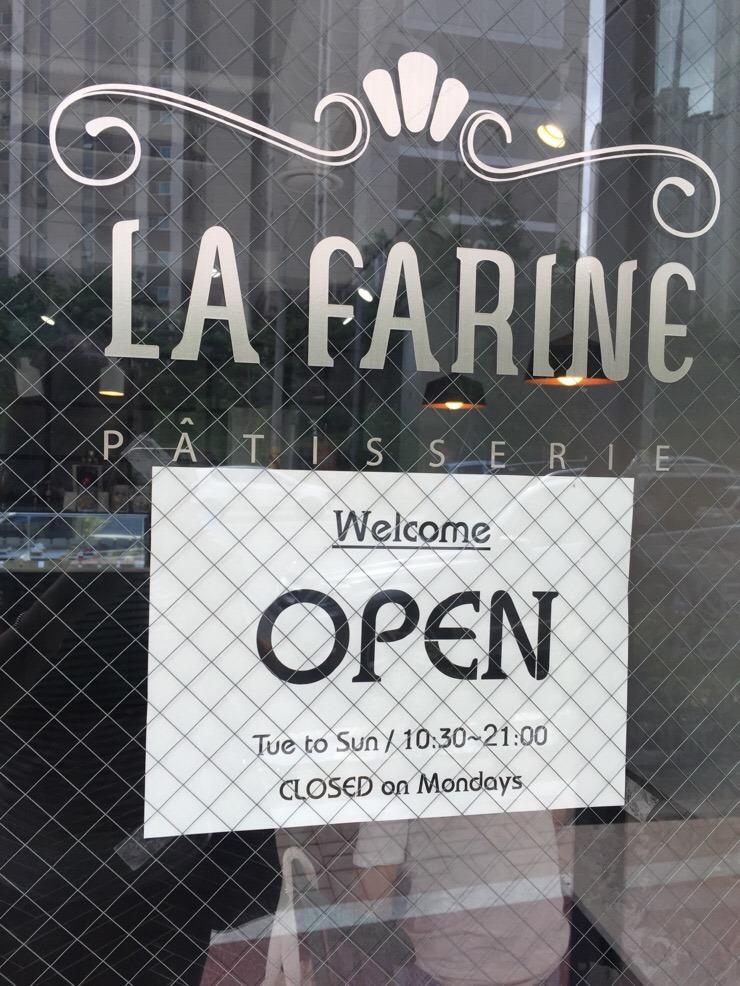 LA FARINE
PÂTISSERIE
Welcome
OPEN
Tue to Sun / 10:30~21:00
CLOSED on Mondays